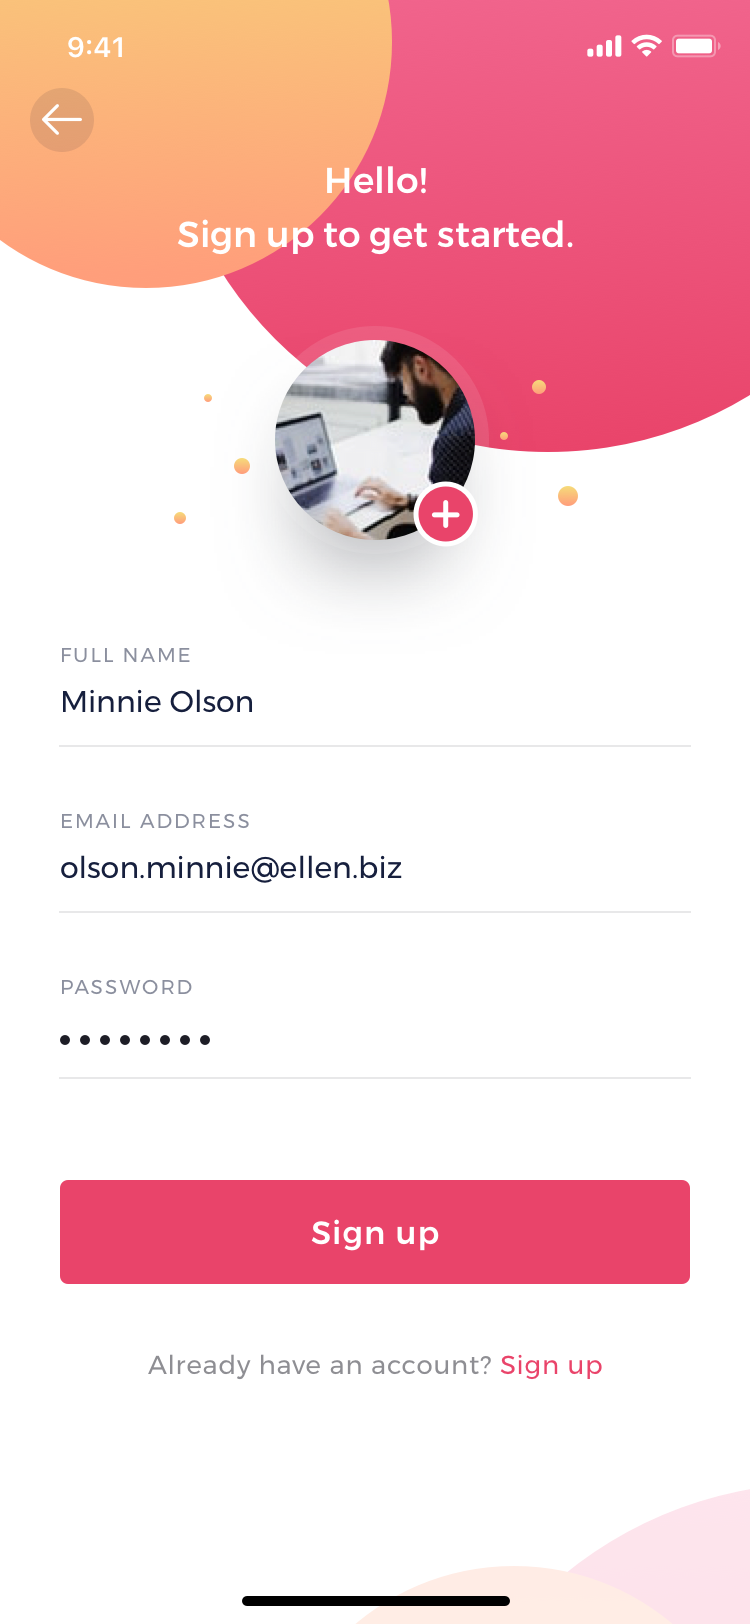 9:41
Hello!
Sign up to get started.
FULL NAME
Minnie Olson
EMAIL ADDRESS
olson.minnie@ellen.biz
PASSWORD
••••••••
Sign up
Already have an account? Sign up